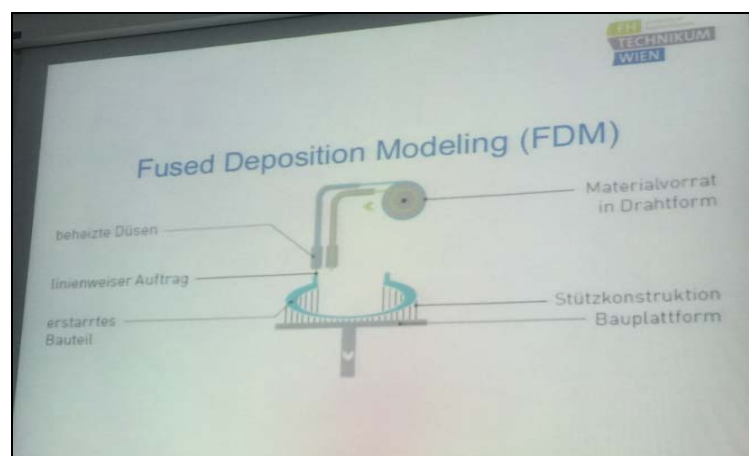 FH
TECHNIKUM
WIEN
Fused Deposition Modeling (FDM)
Materialvorrat
in Drahtform
beheizte Düsen
linienweiser Auftrag
erstarrtes
Bauteil
Stützkonstruktion
Bauplattform